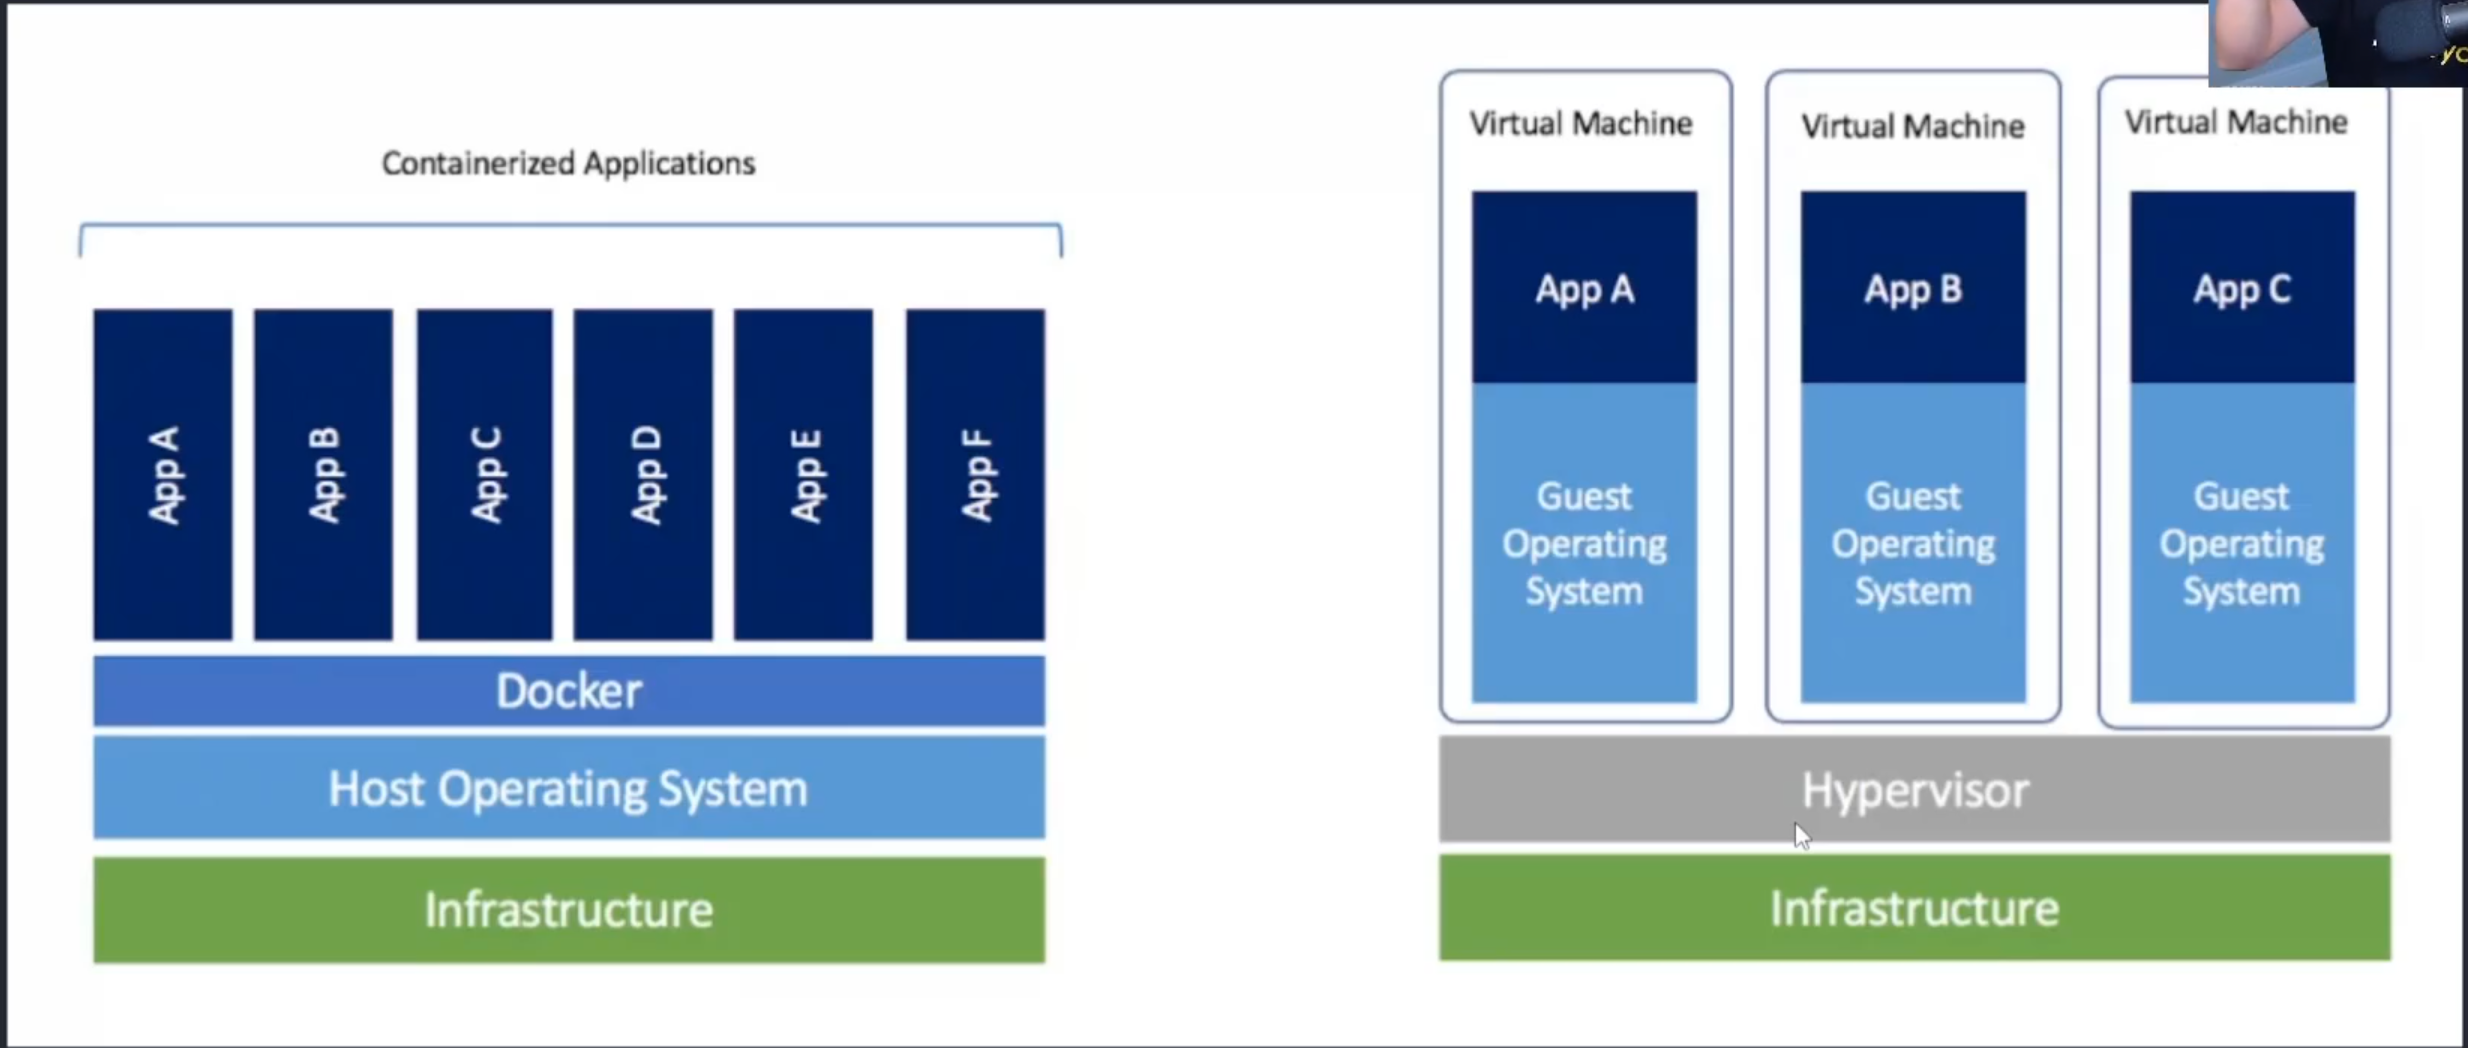 Containerized Applications
App A
App B
App C
App D
App E
App F
Docker
Host Operating System
Infrastructure
Virtual Machine
App A
Guest
Operating
System
Virtual Machine
App B
Guest
Operating
System
Virtual Machine
App C
Guest
Operating
System
Hypervisor
Infrastructure